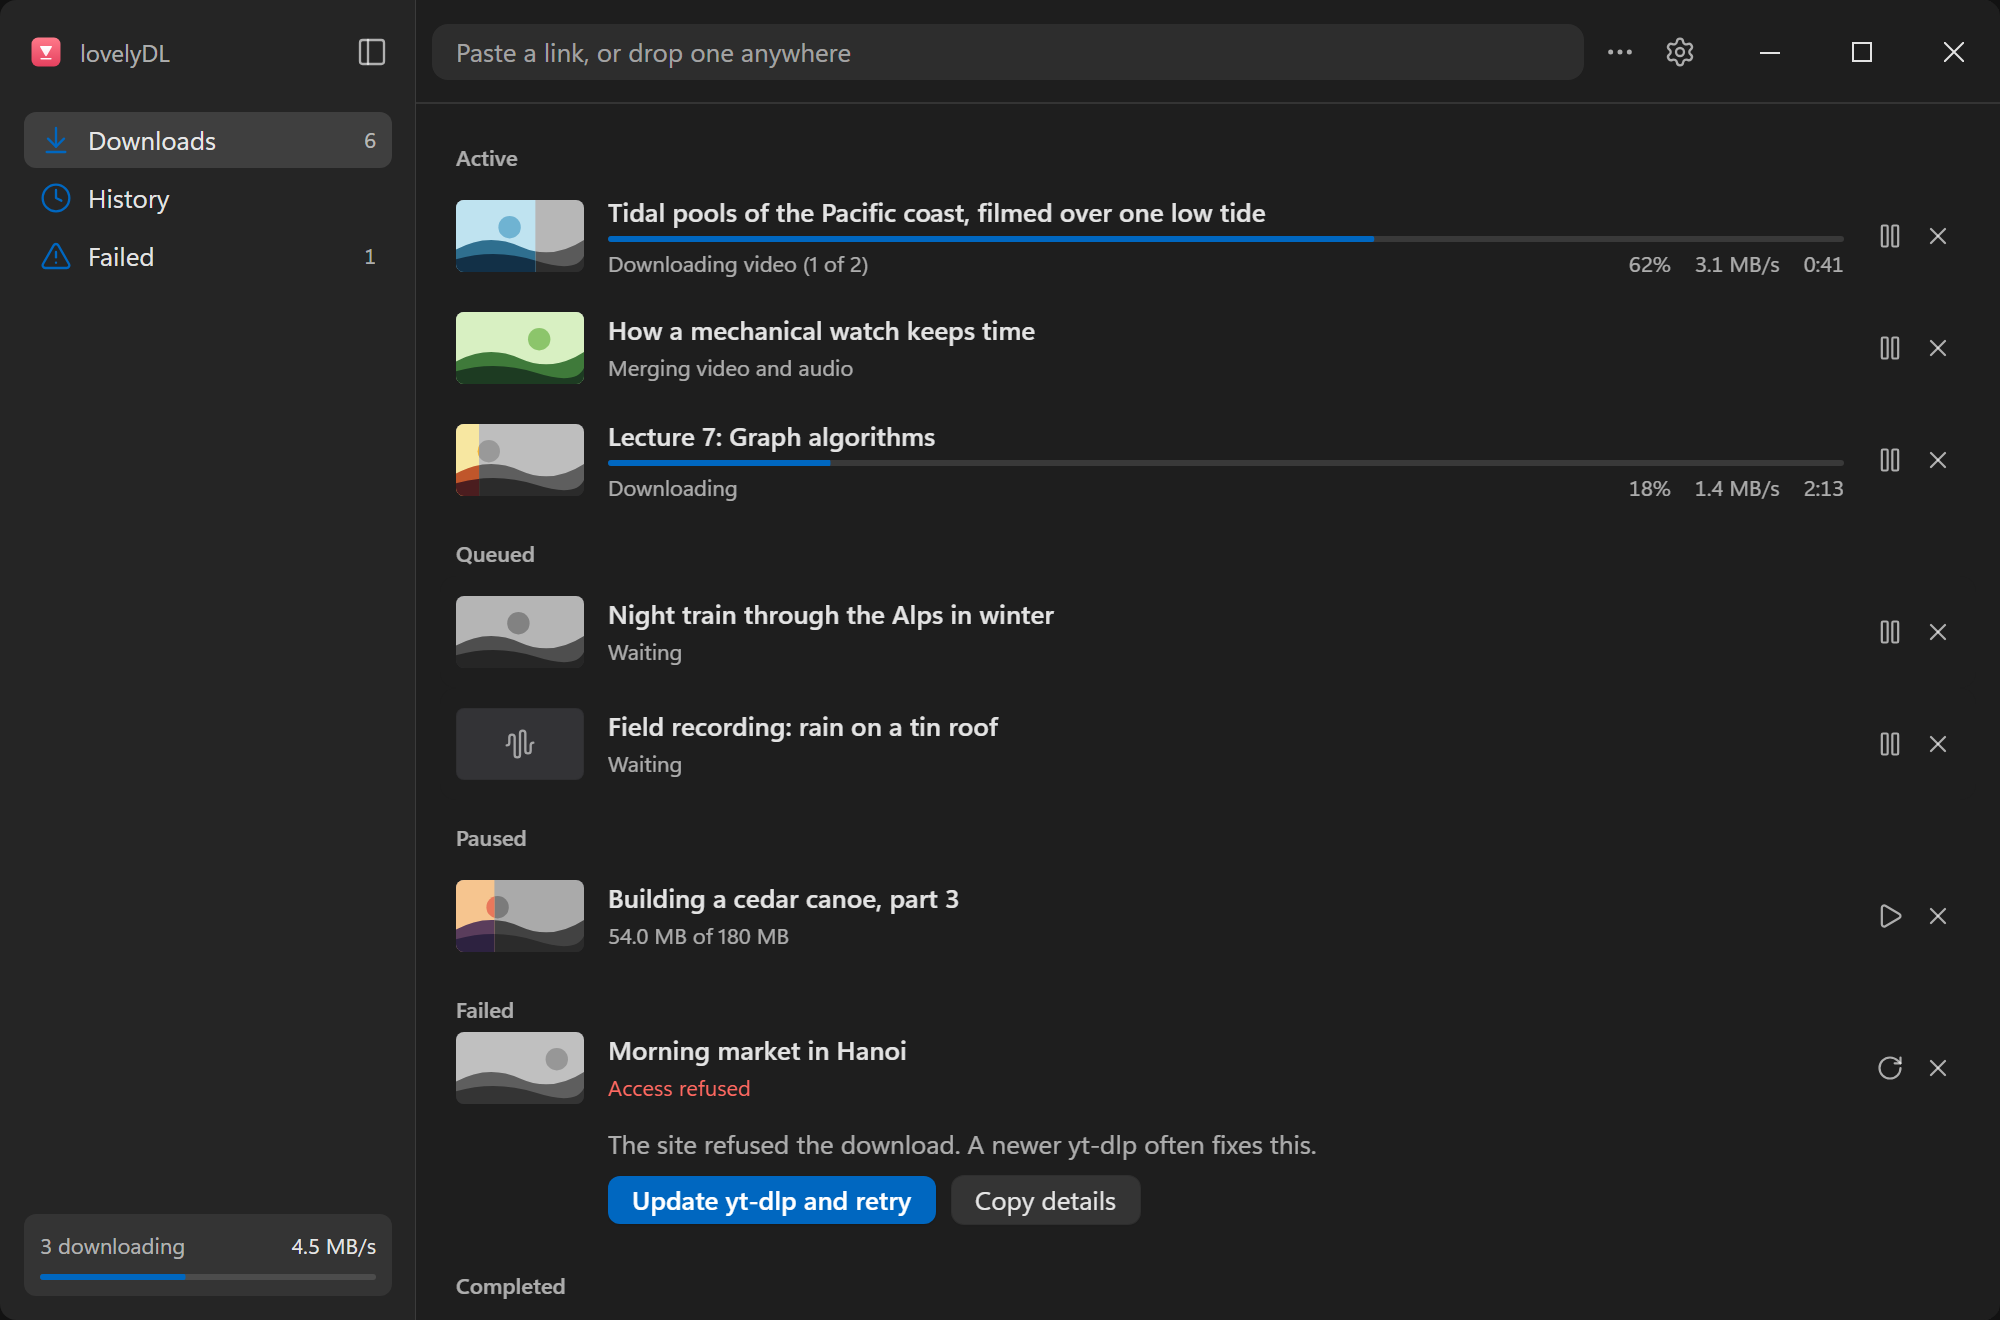 lovelyDL
Paste a link, or drop one anywhere
Downloads 6
History
Failed 1
3 downloading 4.5 MB/s
Active
Tidal pools of the Pacific coast, filmed over one low tide
Downloading video (1 of 2) 62% 3.1 MB/s 0:41
How a mechanical watch keeps time
Merging video and audio
Lecture 7: Graph algorithms
Downloading 18% 1.4 MB/s 2:13
Queued
Night train through the Alps in winter
Waiting
Field recording: rain on a tin roof
Waiting
Paused
Building a cedar canoe, part 3
54.0 MB of 180 MB
Failed
Morning market in Hanoi
Access refused
The site refused the download. A newer yt-dlp often fixes this.
Update yt-dlp and retry Copy details
Completed